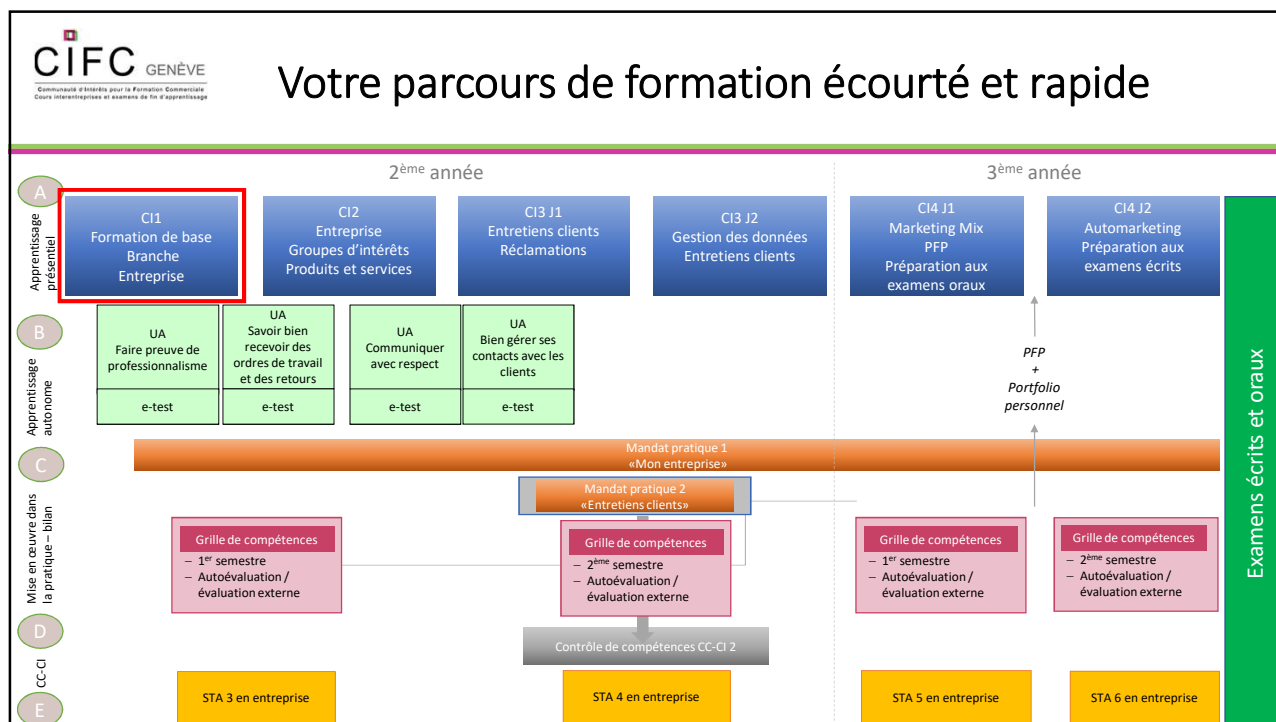 CIFC GENÈVE
Communauté d'Intérêts pour la Formation Commerciale
Cours interentreprises et examens de fin d'apprentissage
Votre parcours de formation écourté et rapide
2ème année
3ème année
A
Apprentissage
présentiel
CI1
Formation de base
Branche
Entreprise
CI2
Entreprise
Groupes d'intérêts
Produits et services
CI3 J1
Entretiens clients
Réclamations
CI3 J2
Gestion des données
Entretiens clients
CI4 J1
Marketing Mix
PFP
Préparation aux
examens oraux
CI4 J2
Automarketing
Préparation aux
examens écrits
Examens écrits et oraux
B
Apprentissage
autonome
UA
Faire preuve de
professionnalisme
e-test
UA
Savoir bien
recevoir des
ordres de travail
et des retours
e-test
UA
Communiquer
avec respect
e-test
UA
Bien gérer ses
contacts avec les
clients
e-test
PFP
+
Portfolio
personnel
C
Mise en œuvre dans
la pratique – bilan
Mandat pratique 1
«Mon entreprise»
Mandat pratique 2
«Entretiens clients»
Grille de compétences
– 1er semestre
– Autoévaluation /
évaluation externe
Grille de compétences
– 2ème semestre
– Autoévaluation /
évaluation externe
Grille de compétences
– 1er semestre
– Autoévaluation /
évaluation externe
Grille de compétences
– 2ème semestre
– Autoévaluation /
évaluation externe
D
CC-CI
Contrôle de compétences CC-CI 2
E
STA 3 en entreprise
STA 4 en entreprise
STA 5 en entreprise
STA 6 en entreprise